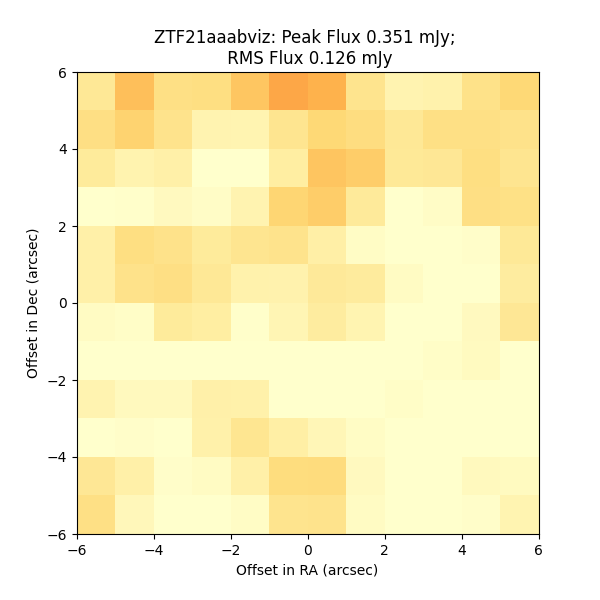 ZTF21aaabviz: Peak Flux 0.351 mJy;
RMS Flux 0.126 mJy
6
4
2
0
−2
−4
−6
Offset in Dec (arcsec)
−6 −4 −2 0 2 4 6
Offset in RA (arcsec)